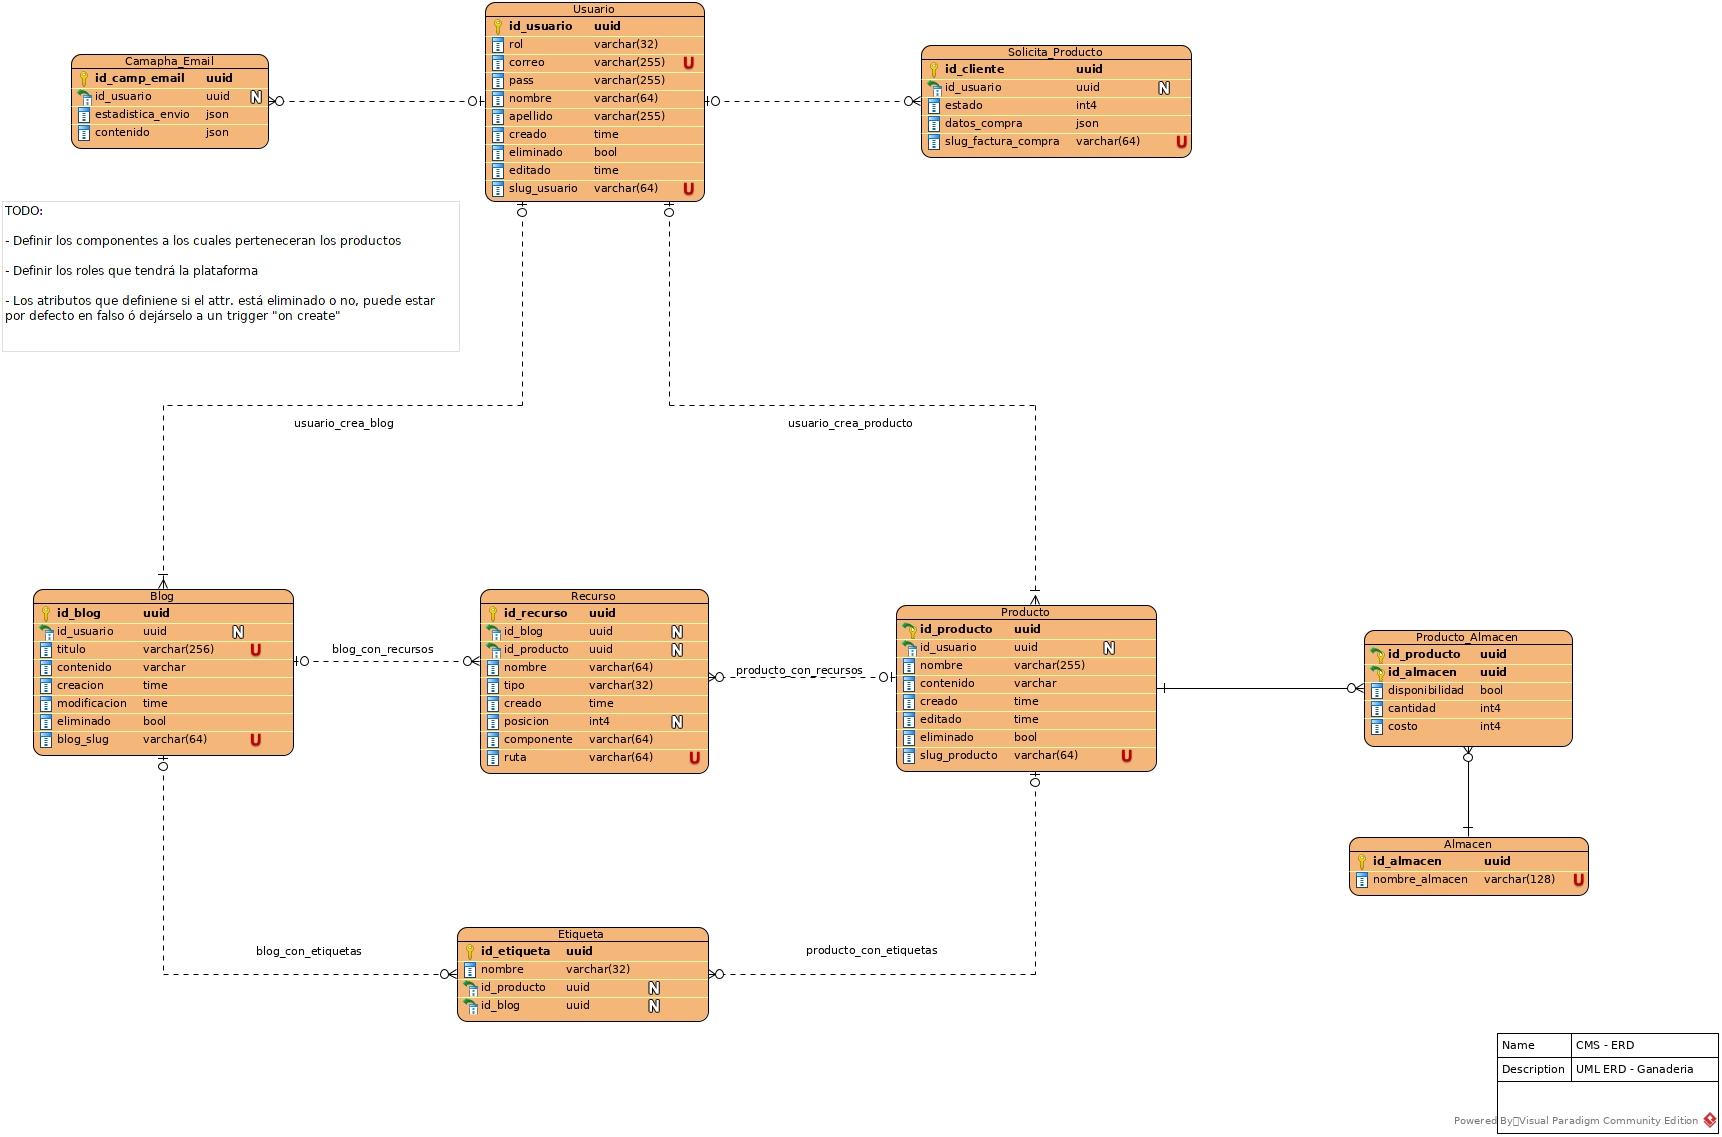 Usuario
id_usuario uuid
rol varchar(32)
correo varchar(255) U
pass varchar(255)
nombre varchar(64)
apellido varchar(255)
creado time
eliminado bool
editado time
slug_usuario varchar(64) U
Camapha_Email
id_camp_email uuid
id_usuario uuid N
estadistica_envio json
contenido json
Solicita_Producto
id_cliente uuid
id_usuario uuid N
estado int4
datos_compra json
slug_factura_compra varchar(64) U
TODO:
- Definir los componentes a los cuales perteneceran los productos
- Definir los roles que tendrá la plataforma
- Los atributos que definiene si el attr. está eliminado o no, puede estar
por defecto en falso ó dejárselo a un trigger "on create"
usuario_crea_blog
usuario_crea_producto
Blog
id_blog uuid
id_usuario uuid N
titulo varchar(256) U
contenido varchar
creacion time
modificacion time
eliminado bool
blog_slug varchar(64) U
blog_con_recursos
Recurso
id_recurso uuid
id_blog uuid N
id_producto uuid N
nombre varchar(64)
tipo varchar(32)
creado time
posicion int4 N
componente varchar(64)
ruta varchar(64) U
producto_con_recursos
Producto
id_producto uuid
id_usuario uuid N
nombre varchar(255)
contenido varchar
creado time
editado time
eliminado bool
slug_producto varchar(64) U
Producto_Almacen
id_producto uuid
id_almacen uuid
disponibilidad bool
cantidad int4
costo int4
Almacen
id_almacen uuid
nombre_almacen varchar(128) U
blog_con_etiquetas
Etiqueta
id_etiqueta uuid
nombre varchar(32)
id_producto uuid N
id_blog uuid N
producto_con_etiquetas
Name CMS - ERD
Description UML ERD - Ganaderia
Powered By Visual Paradigm Community Edition